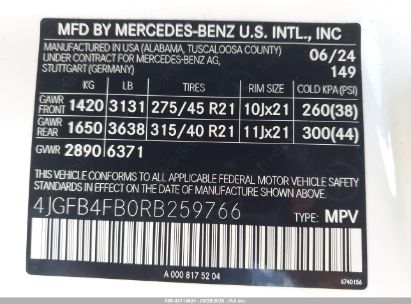 MFD BY MERCEDES-BENZ U.S. INTL., INC
MANUFACTURED IN USA (ALABAMA, TUSCALOOSA COUNTY) 06/24
UNDER CONTRACT FOR MERCEDES-BENZ AG, 149
STUTTGART (GERMANY)
KG LB TIRES RIM SIZE COLD KPA (PSI)
GAWR FRONT 1420 3131 275/45 R21 10Jx21 260(38)
GAWR REAR 1650 3638 315/40 R21 11Jx21 300(44)
GVWR 2890 6371
THIS VEHICLE CONFORMS TO ALL APPLICABLE FEDERAL MOTOR VEHICLE
SAFETY STANDARDS IN EFFECT ON THE DATE OF MANUFACTURE SHOWN ABOVE.
4JGFB4FB0RB259766 TYPE: MPV
A 000 817 52 04
6740156